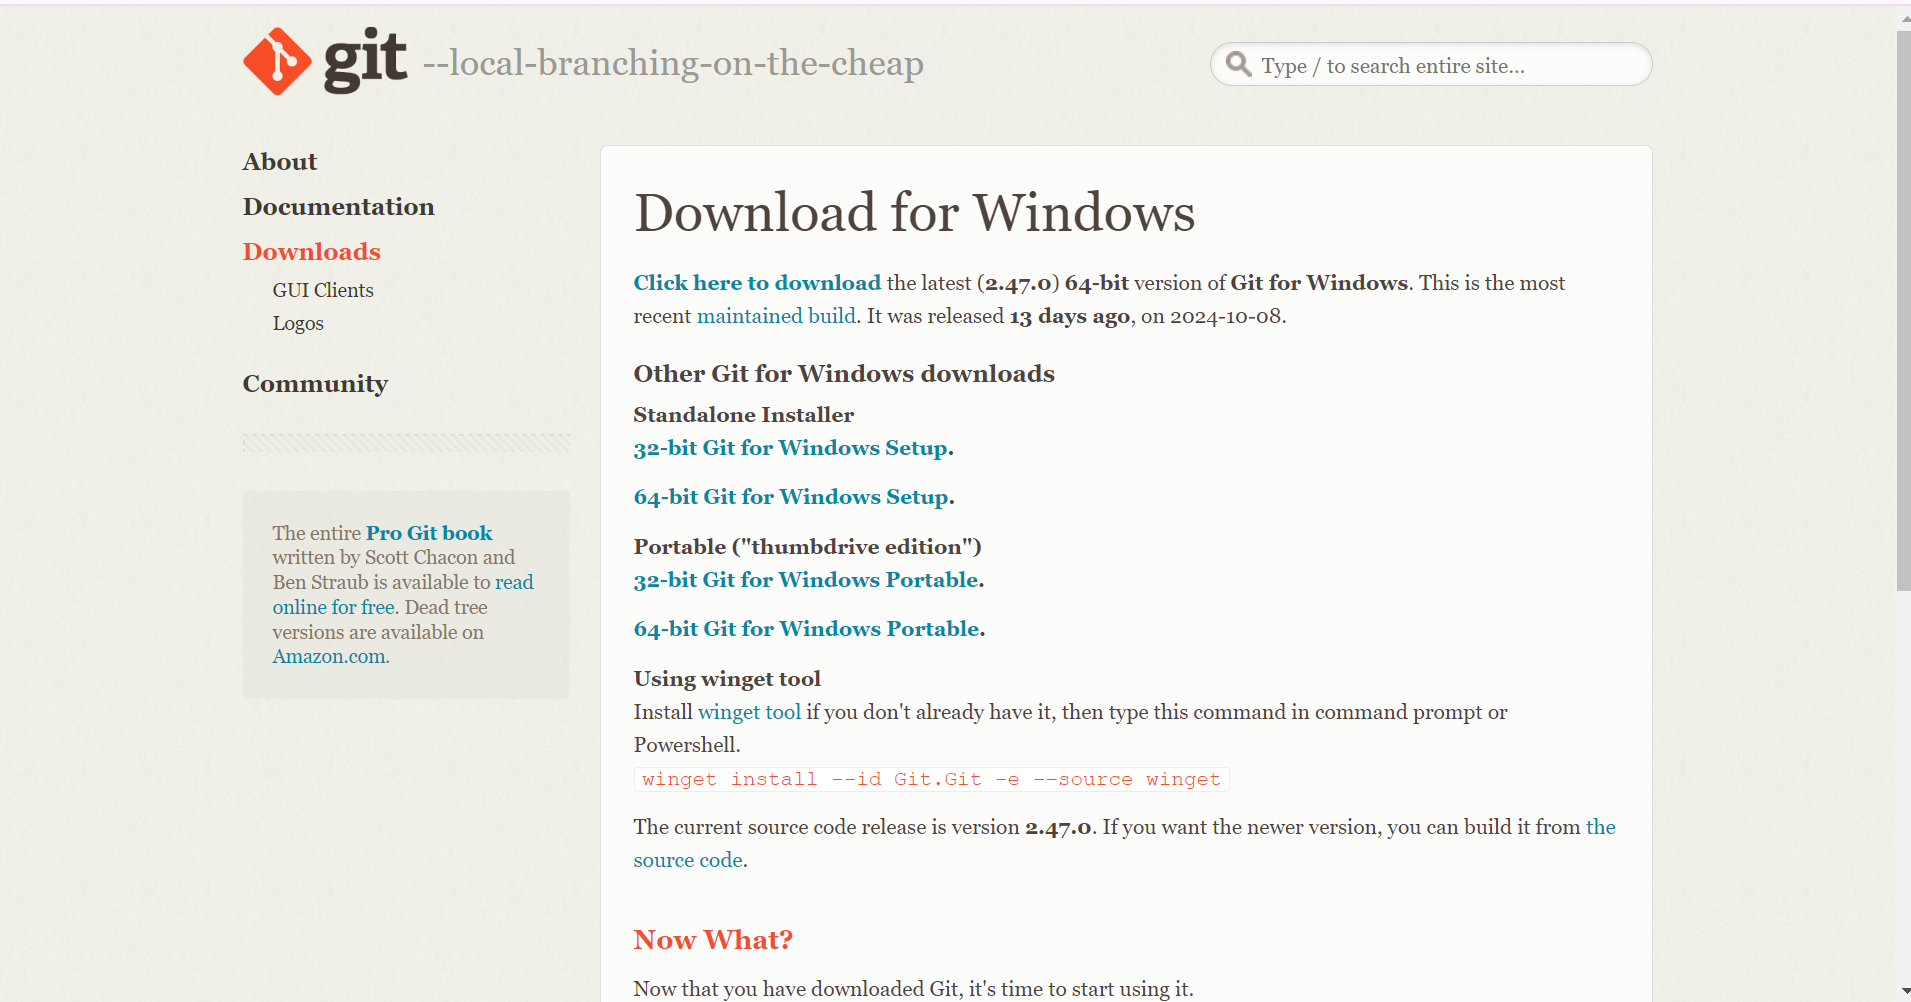 git --local-branching-on-the-cheap
Type / to search entire site...
About
Documentation
Downloads
GUI Clients
Logos
Community
The entire Pro Git book
written by Scott Chacon and
Ben Straub is available to read
online for free. Dead tree
versions are available on
Amazon.com.
Download for Windows
Click here to download the latest (2.47.0) 64-bit version of Git for Windows. This is the most
recent maintained build. It was released 13 days ago, on 2024-10-08.
Other Git for Windows downloads
Standalone Installer
32-bit Git for Windows Setup.
64-bit Git for Windows Setup.
Portable ("thumbdrive edition")
32-bit Git for Windows Portable.
64-bit Git for Windows Portable.
Using winget tool
Install winget tool if you don't already have it, then type this command in command prompt or
Powershell.
winget install --id Git.Git -e --source winget
The current source code release is version 2.47.0. If you want the newer version, you can build it from the
source code.
Now What?
Now that you have downloaded Git, it's time to start using it.